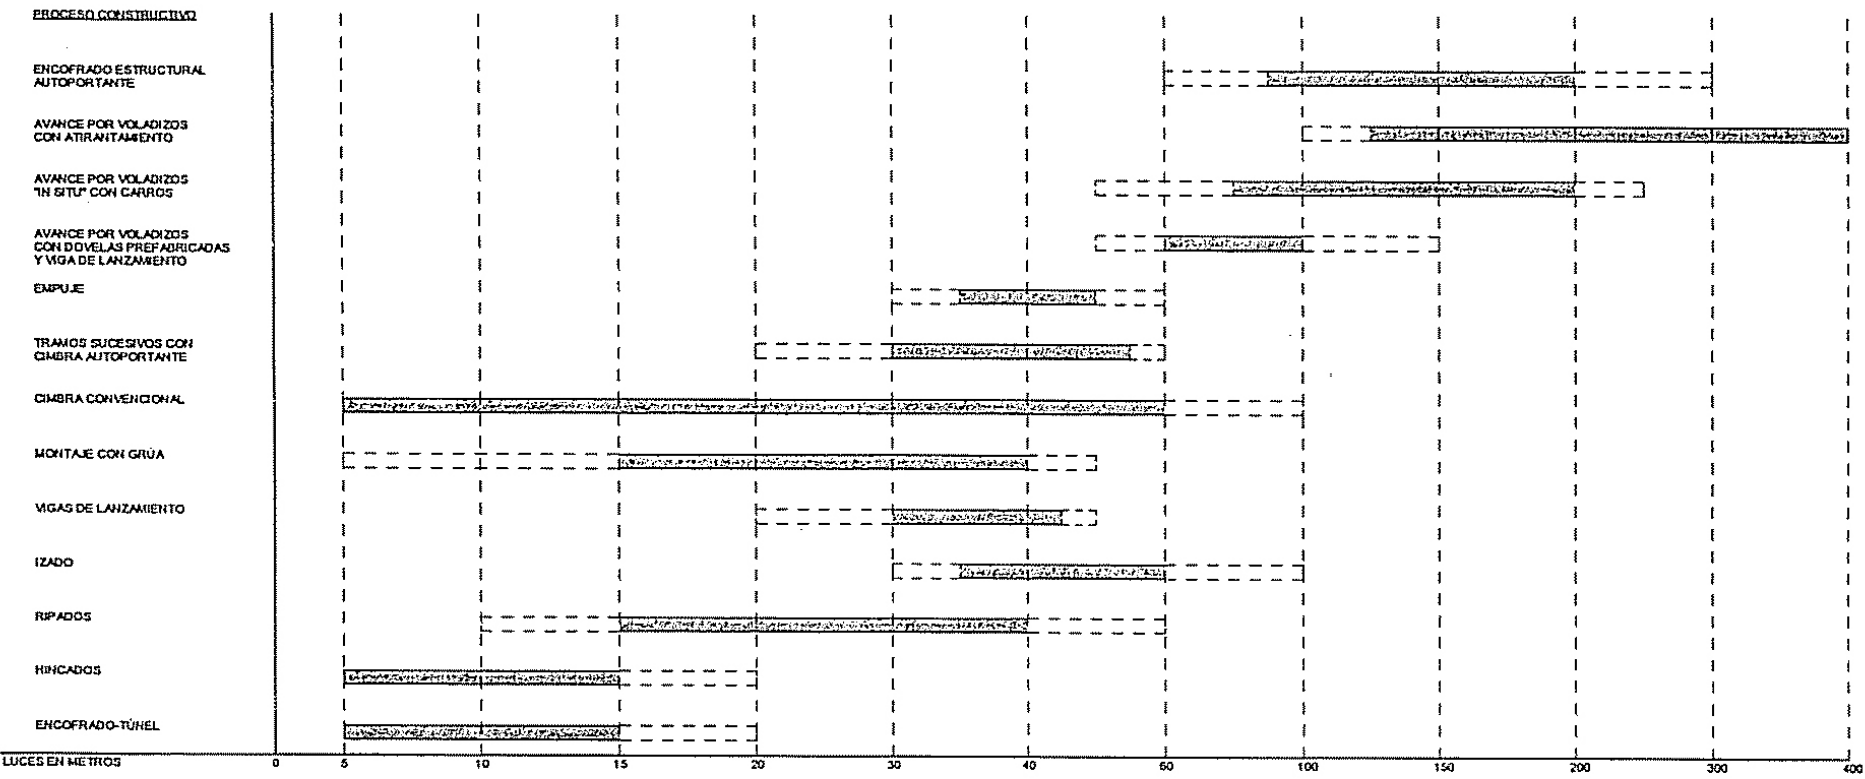 PROCESO CONSTRUCTIVO
ENCOFRADO ESTRUCTURAL
AUTOPORTANTE
AVANCE POR VOLADIZOS
CON ATIRANTAMIENTO
AVANCE POR VOLADIZOS
"IN SITU" CON CARROS
AVANCE POR VOLADIZOS
CON DOVELAS PREFABRICADAS
Y VIGA DE LANZAMIENTO
EMPUJE
TRAMOS SUCESIVOS CON
CIMBRA AUTOPORTANTE
CIMBRA CONVENCIONAL
MONTAJE CON GRÚA
VIGAS DE LANZAMIENTO
IZADO
RIPADOS
HINCADOS
ENCOFRADO-TÚNEL
LUCES EN METROS 0 5 10 15 20 30 40 60 100 150 200 300 400